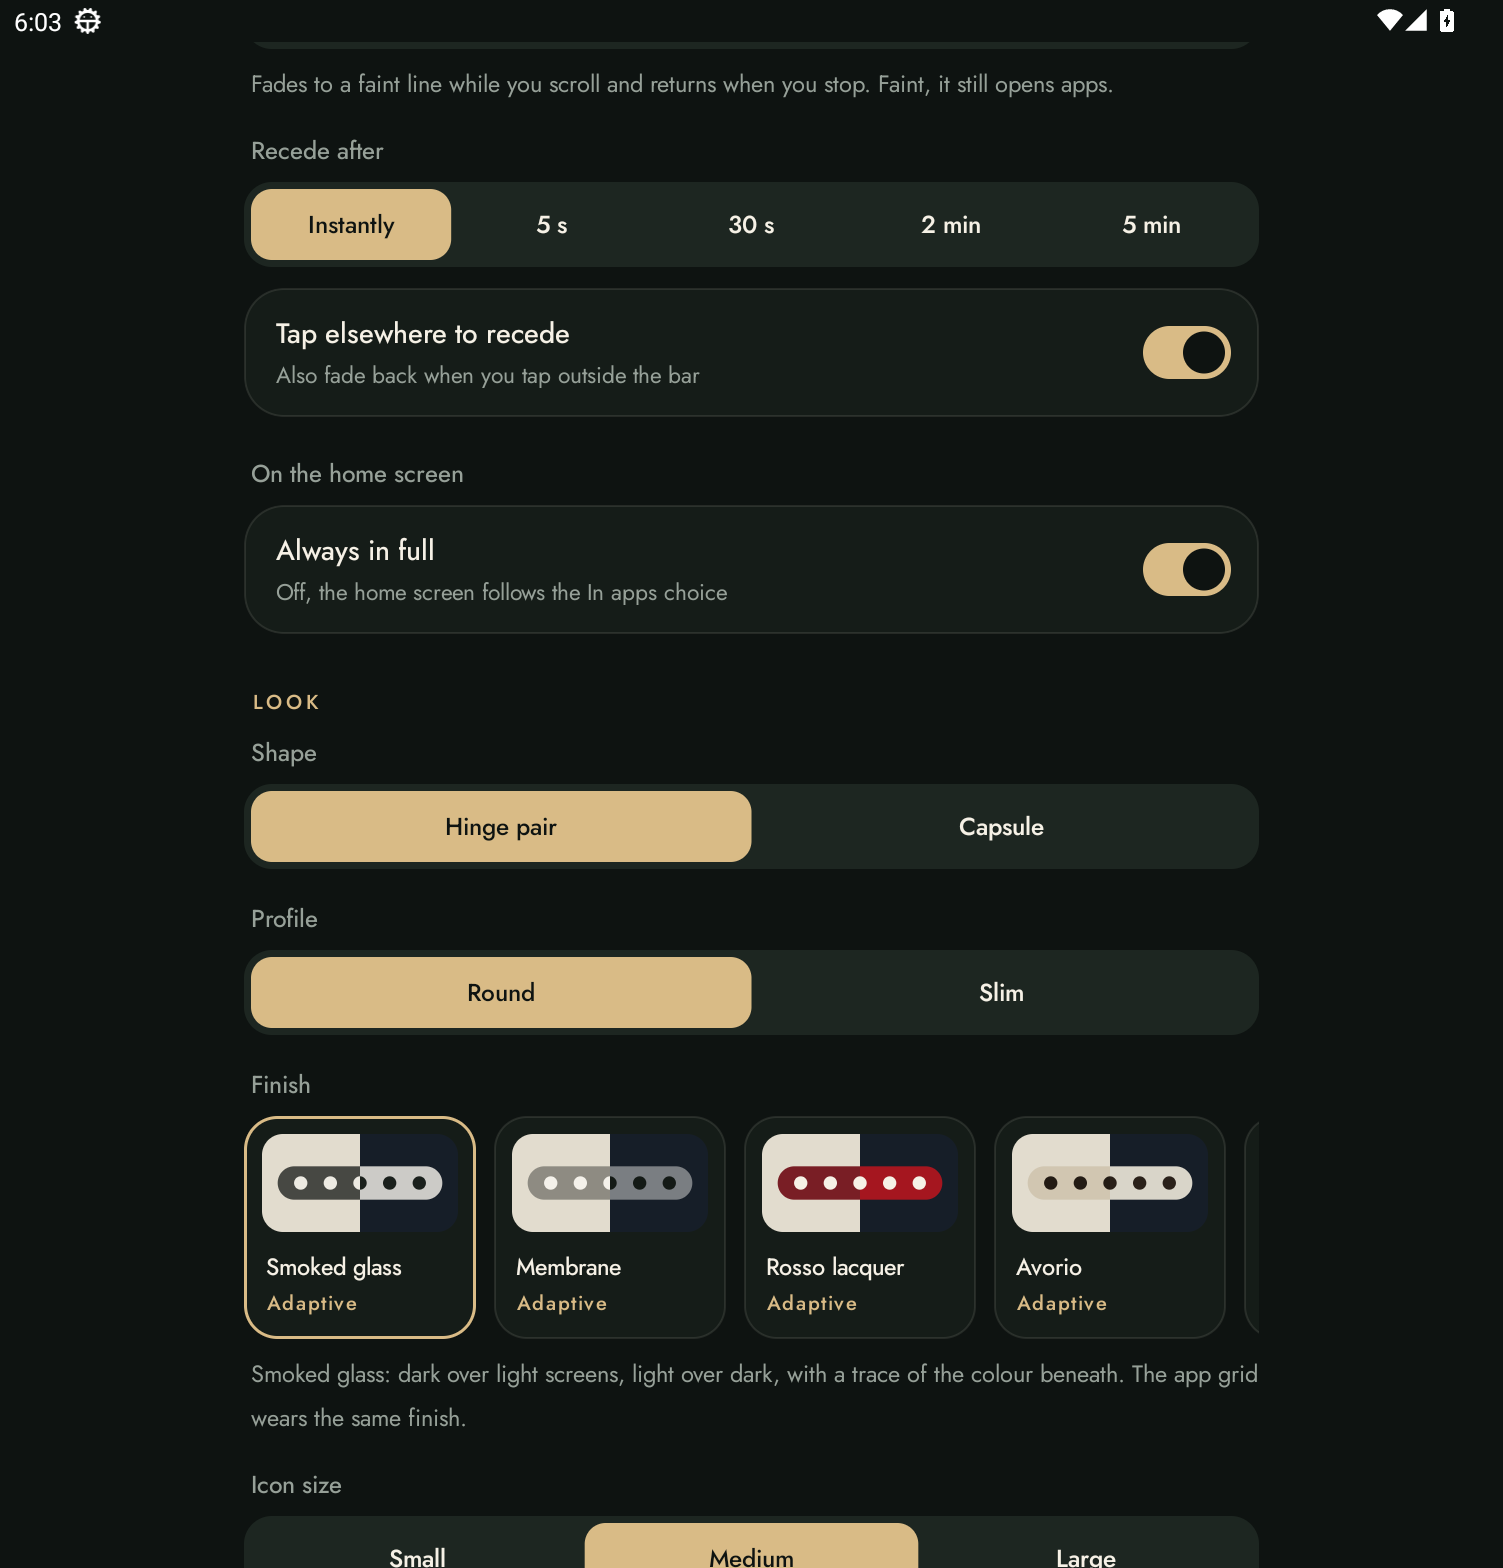 6:03
Fades to a faint line while you scroll and returns when you stop. Faint, it still opens apps.
Recede after
Instantly
5 s
30 s
2 min
5 min
Tap elsewhere to recede
Also fade back when you tap outside the bar
On the home screen
Always in full
Off, the home screen follows the In apps choice
LOOK
Shape
Hinge pair
Capsule
Profile
Round
Slim
Finish
Smoked glass
Adaptive
Membrane
Adaptive
Rosso lacquer
Adaptive
Avorio
Adaptive
Smoked glass: dark over light screens, light over dark, with a trace of the colour beneath. The app grid
wears the same finish.
Icon size
Small
Medium
Large